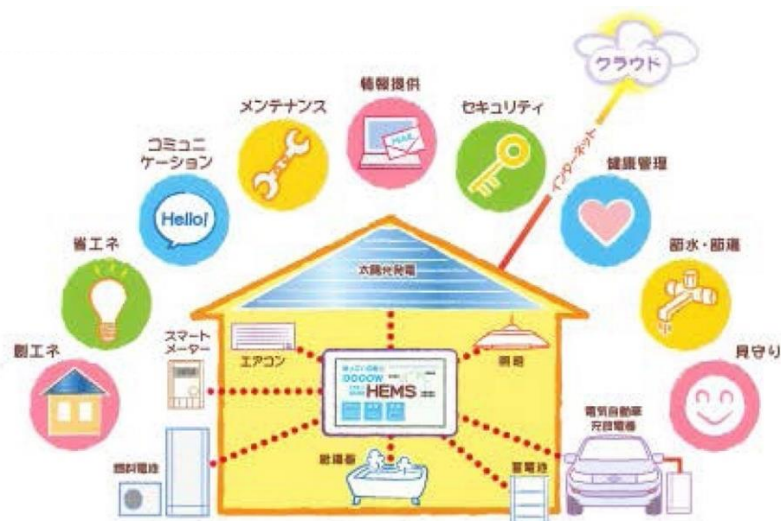 クラウド
インターネット
情報提供
メンテナンス
セキュリティ
コミュニ
ケーション
Hello!
MAIL
健康管理
省エネ
節水・節湯
太陽光発電
創エネ
スマート
メーター
エアコン
照明
見守り
HEMS
電気自動車
充放電器
燃料電池
給湯器
蓄電池